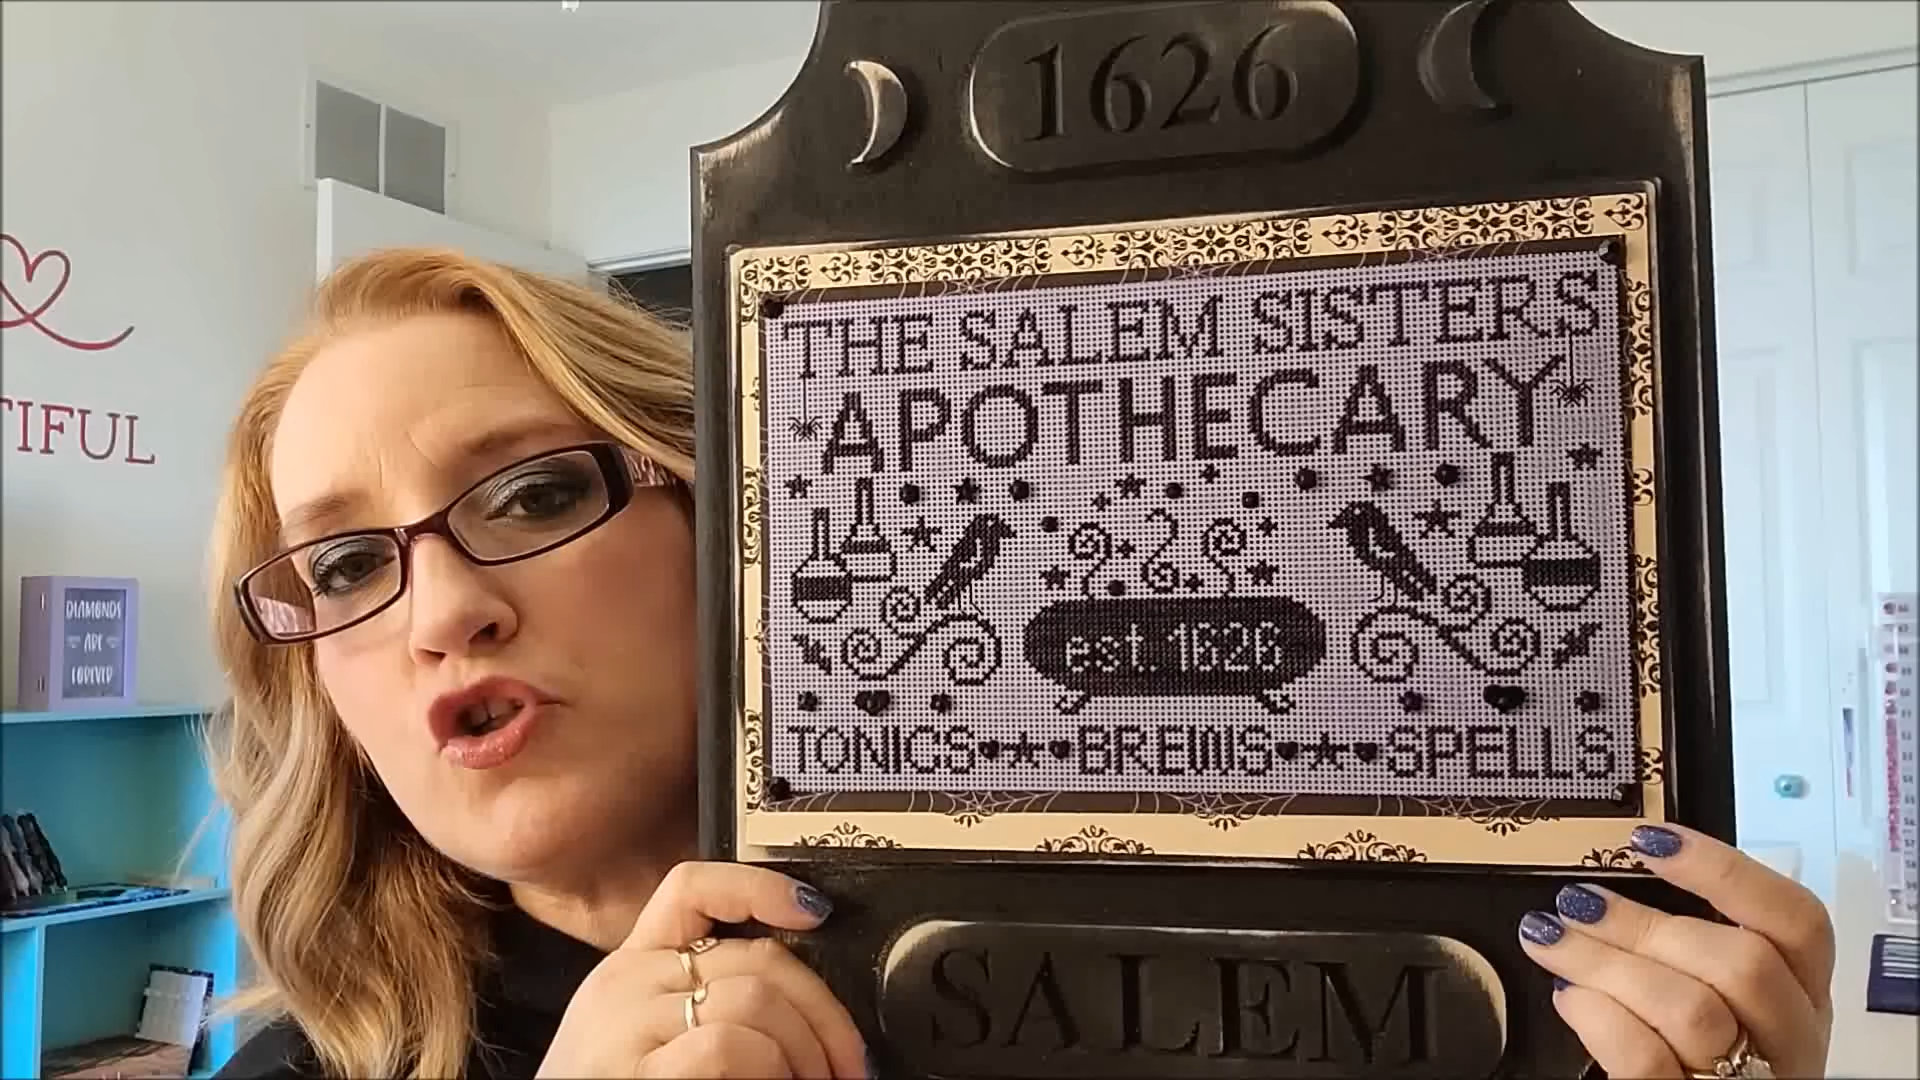 1626
THE SALEM SISTERS
APOTHECARY
est. 1626
TONICS BREWS SPELLS
SALEM
TIFUL
DIAMONDS
ARE
FOREVER